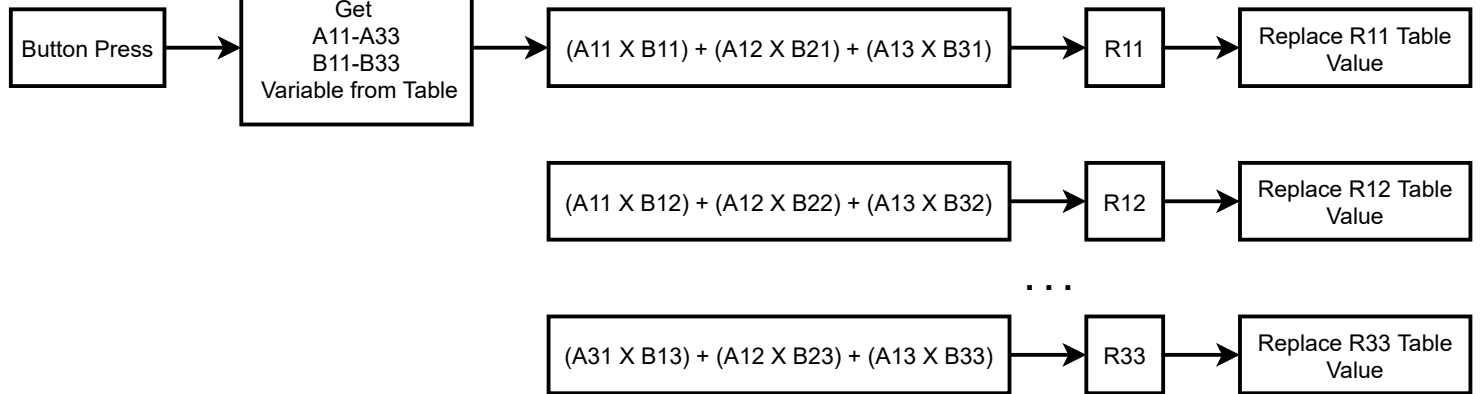 Button Press
Get
A11-A33
B11-B33
Variable from Table
(A11 X B11) + (A12 X B21) + (A13 X B31)
R11
Replace R11 Table
Value
(A11 X B12) + (A12 X B22) + (A13 X B32)
R12
Replace R12 Table
Value
. . .
(A31 X B13) + (A12 X B23) + (A13 X B33)
R33
Replace R33 Table
Value